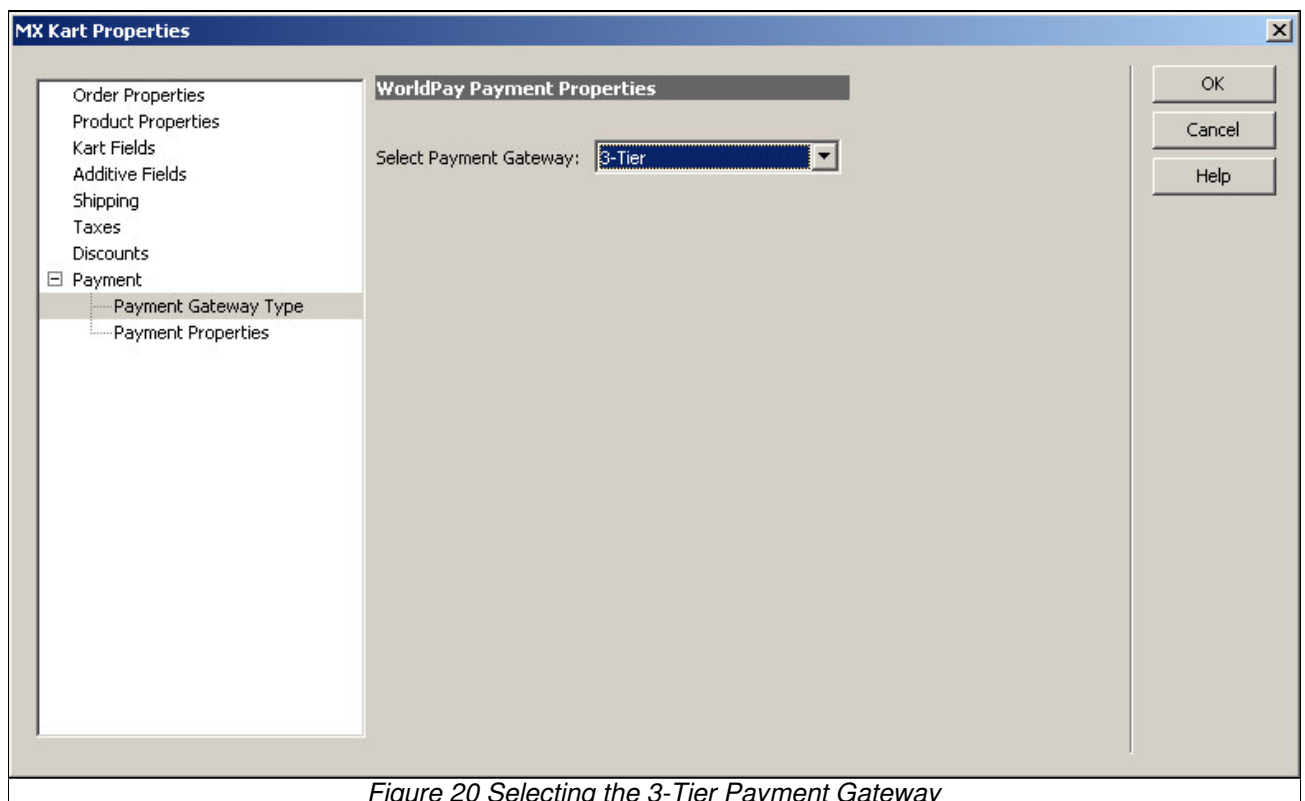 MX Kart Properties
Order Properties
Product Properties
Kart Fields
Additive Fields
Shipping
Taxes
Discounts
Payment
Payment Gateway Type
Payment Properties
WorldPay Payment Properties
Select Payment Gateway: 3-Tier
OK
Cancel
Help
Figure 20 Selecting the 3-Tier Payment Gateway